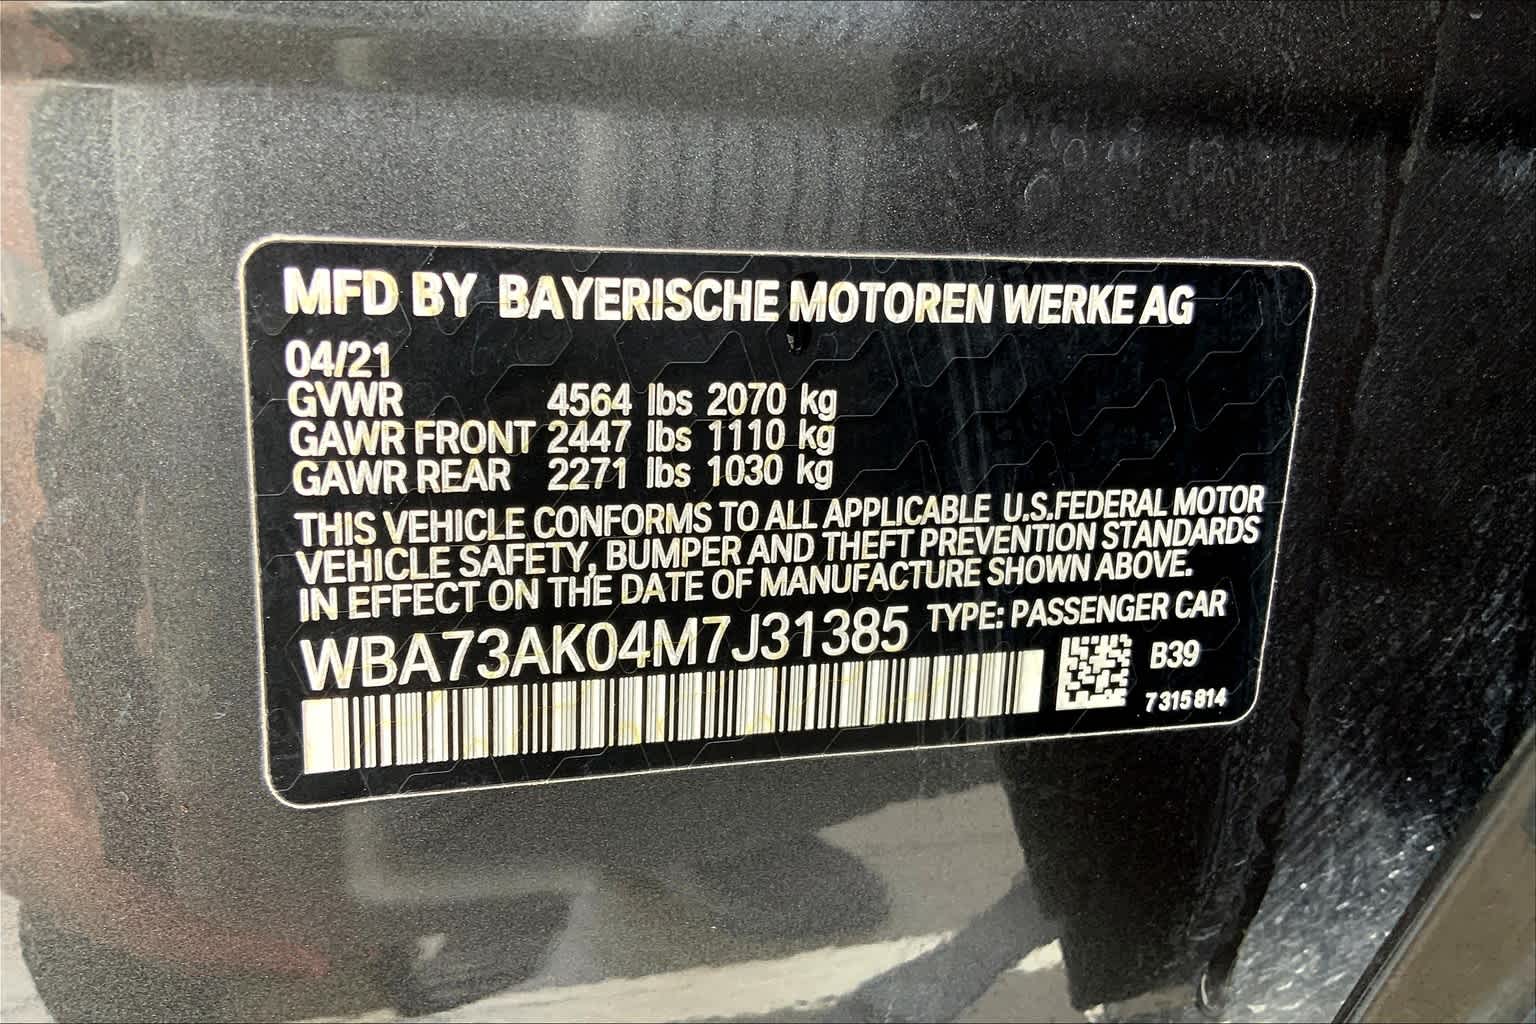 MFD BY BAYERISCHE MOTOREN WERKE AG
04/21
GVWR 4564 lbs 2070 kg
GAWR FRONT 2447 lbs 1110 kg
GAWR REAR 2271 lbs 1030 kg
THIS VEHICLE CONFORMS TO ALL APPLICABLE U.S.FEDERAL MOTOR
VEHICLE SAFETY, BUMPER AND THEFT PREVENTION STANDARDS
IN EFFECT ON THE DATE OF MANUFACTURE SHOWN ABOVE.
WBA73AK04M7J31385 TYPE: PASSENGER CAR
B39
7 315 814